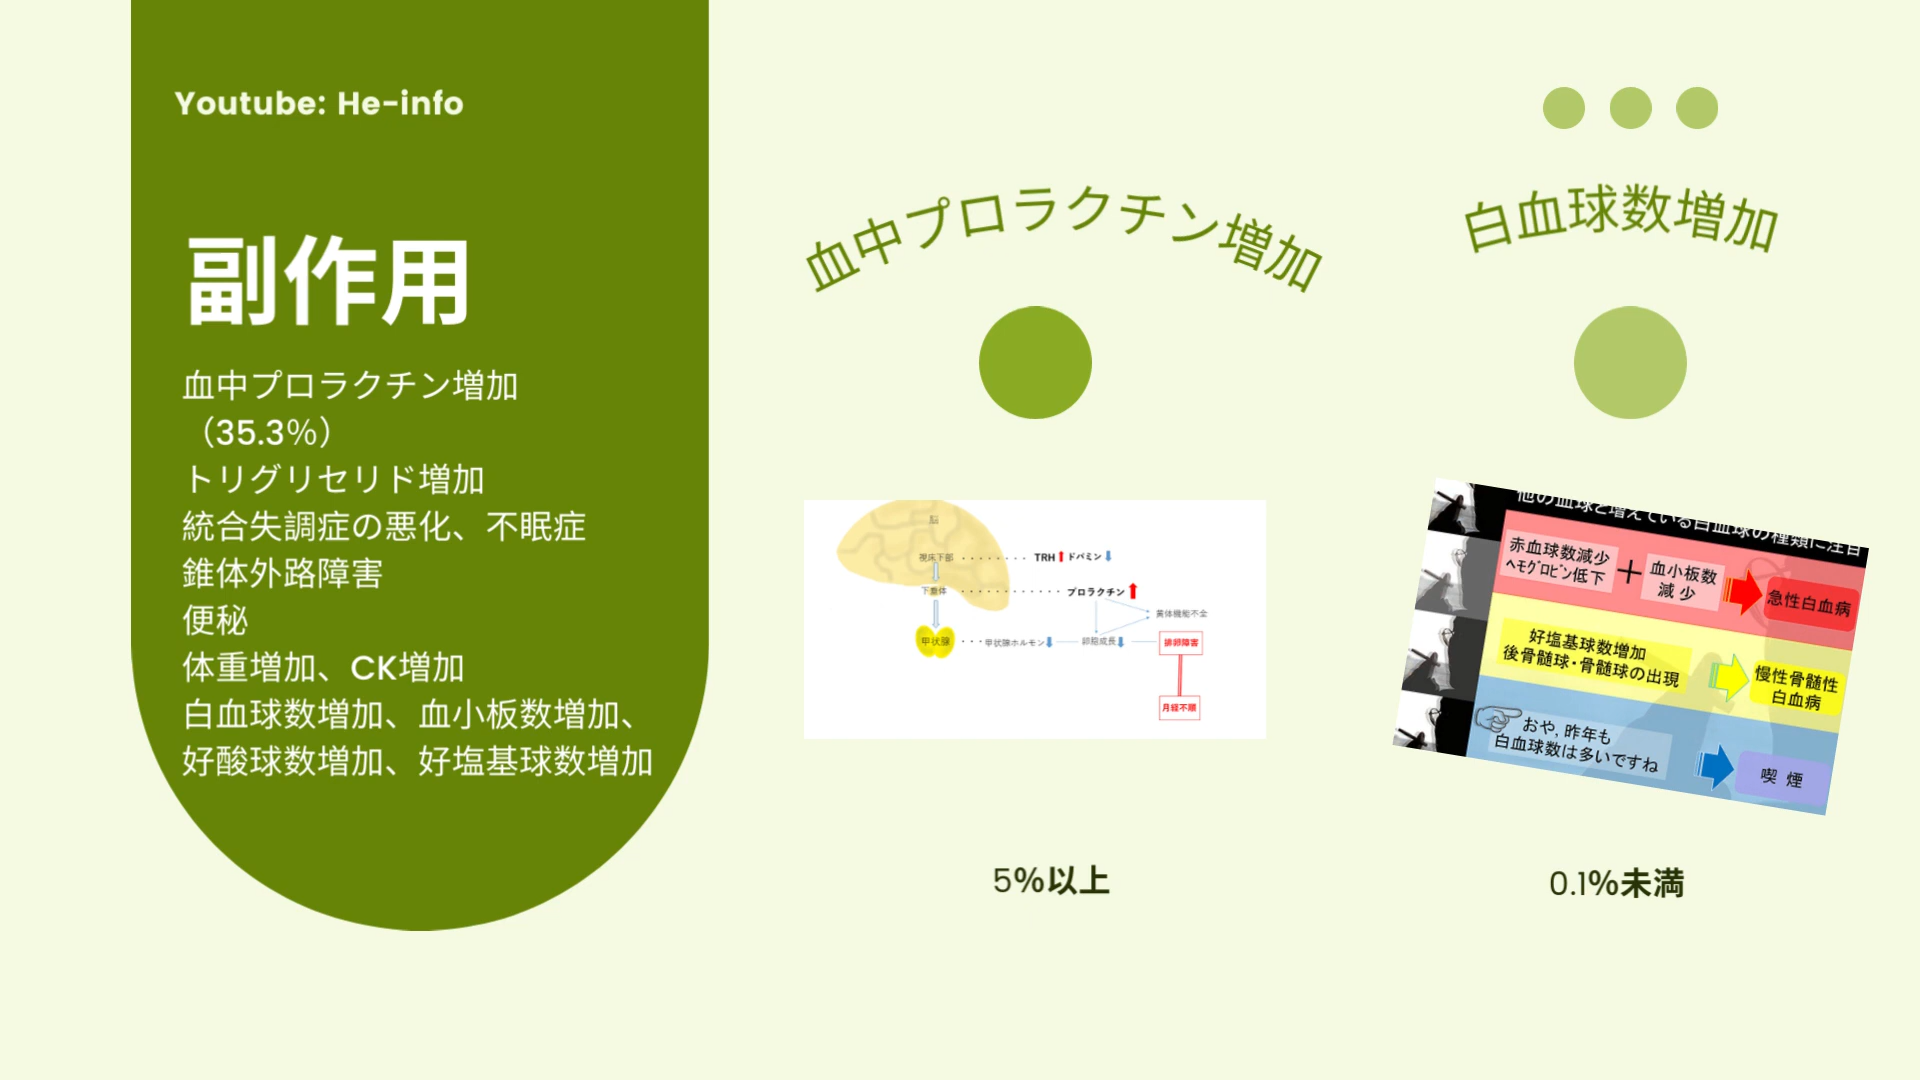 Youtube: He-info
副作用
血中プロラクチン増加
（35.3%）
トリグリセリド増加
統合失調症の悪化、不眠症
錐体外路障害
便秘
体重増加、CK増加
白血球数増加、血小板数増加、
好酸球数増加、好塩基球数増加
血中プロラクチン増加
脳
視床下部 TRH ドパミン
下垂体 プロラクチン
黄体機能不全
甲状腺 甲状腺ホルモン 卵胞成長 排卵障害
月経不順
5%以上
白血球数増加
他の血球と増えている白血球の種類に注目
赤血球数減少
ヘモグロビン低下
+
血小板数
減少
急性白血病
好塩基球数増加
後骨髄球・骨髄球の出現
慢性骨髄性
白血病
おや, 昨年も
白血球数は多いですね
喫煙
0.1%未満